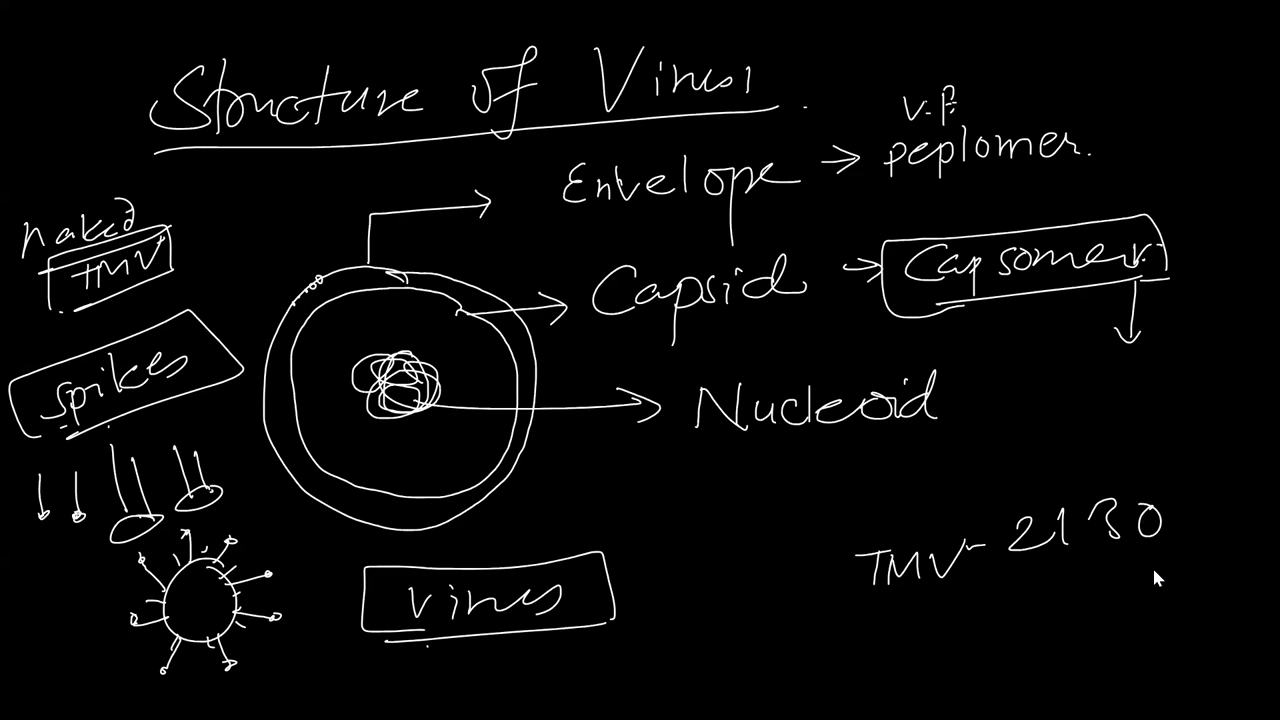 Structure of Virus
V.P.
Envelope → peplomer.
naked
TMV
Capsid → Capsomer
spikes
Nucleoid
TMV - 2130
virus